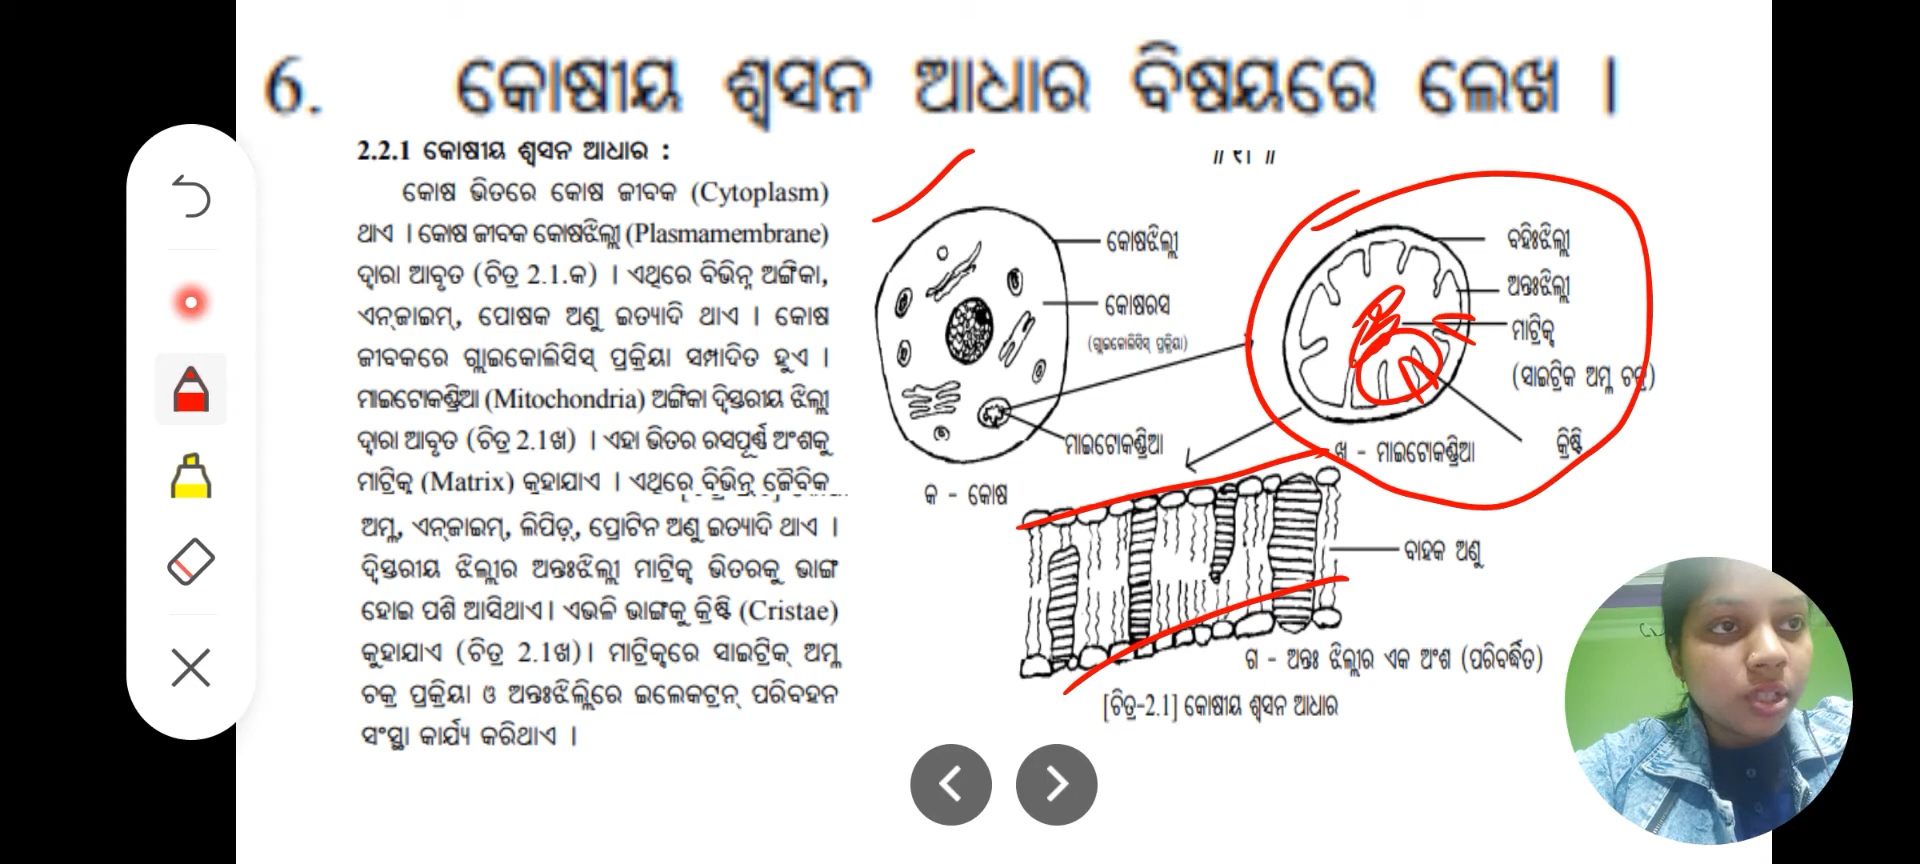 6. କୋଷୀୟ ଶ୍ୱସନ ଆଧାର ବିଷୟରେ ଲେଖ ।
2.2.1 କୋଷୀୟ ଶ୍ୱସନ ଆଧାର :
କୋଷ ଭିତରେ କୋଷ ଜୀବକ (Cytoplasm)
ଥାଏ । କୋଷ ଜୀବକ କୋଷଝିଲ୍ଲୀ (Plasmamembrane)
ଦ୍ୱାରା ଆବୃତ (ଚିତ୍ର 2.1.କ) । ଏଥିରେ ବିଭିନ୍ନ ଅଙ୍ଗିକା,
ଏନ୍‌ଜାଇମ୍, ପୋଷକ ଅଣୁ ଇତ୍ୟାଦି ଥାଏ । କୋଷ
ଜୀବକରେ ଗ୍ଲାଇକୋଲିସିସ୍ ପ୍ରକ୍ରିୟା ସମ୍ପାଦିତ ହୁଏ ।
ମାଇଟୋକଣ୍ଡ୍ରିଆ (Mitochondria) ଅଙ୍ଗିକା ଦ୍ୱିସ୍ତରୀୟ ଝିଲ୍ଲୀ
ଦ୍ୱାରା ଆବୃତ (ଚିତ୍ର 2.1ଖ) । ଏହା ଭିତର ରସପୂର୍ଣ୍ଣ ଅଂଶକୁ
ମାଟ୍ରିକ୍ସ (Matrix) କୁହାଯାଏ । ଏଥିରେ ବିଭିନ୍ନ ଜୈବିକ
ଅମ୍ଳ, ଏନ୍‌ଜାଇମ୍, ଲିପିଡ୍, ପ୍ରୋଟିନ ଅଣୁ ଇତ୍ୟାଦି ଥାଏ ।
ଦ୍ୱିସ୍ତରୀୟ ଝିଲ୍ଲୀର ଅନ୍ତଃଝିଲ୍ଲୀ ମାଟ୍ରିକ୍ସ ଭିତରକୁ ଭାଙ୍ଗ
ହୋଇ ପଶି ଆସିଥାଏ। ଏଭଳି ଭାଙ୍ଗକୁ କ୍ରିଷ୍ଟି (Cristae)
କୁହାଯାଏ (ଚିତ୍ର 2.1ଖ)। ମାଟ୍ରିକ୍ସରେ ସାଇଟ୍ରିକ୍ ଅମ୍ଳ
ଚକ୍ର ପ୍ରକ୍ରିୟା ଓ ଅନ୍ତଃଝିଲ୍ଲିରେ ଇଲେକଟ୍ରନ୍ ପରିବହନ
ସଂସ୍ଥା କାର୍ଯ୍ୟ କରିଥାଏ ।
କୋଷଝିଲ୍ଲୀ
କୋଷରସ
(ଗ୍ଲାଇକୋଲିସିସ୍ ପ୍ରକ୍ରିୟା)
ମାଇଟୋକଣ୍ଡ୍ରିଆ
କ - କୋଷ
ବହିଃଝିଲ୍ଲୀ
ଅନ୍ତଃଝିଲ୍ଲୀ
ମାଟ୍ରିକ୍ସ
(ସାଇଟ୍ରିକ ଅମ୍ଳ ଚକ୍ର)
କ୍ରିଷ୍ଟି
ଖ - ମାଇଟୋକଣ୍ଡ୍ରିଆ
ବାହକ ଅଣୁ
ଗ - ଅନ୍ତଃ ଝିଲ୍ଲୀର ଏକ ଅଂଶ (ପରିବର୍ଦ୍ଧିତ)
[ଚିତ୍ର-2.1] କୋଷୀୟ ଶ୍ୱସନ ଆଧାର